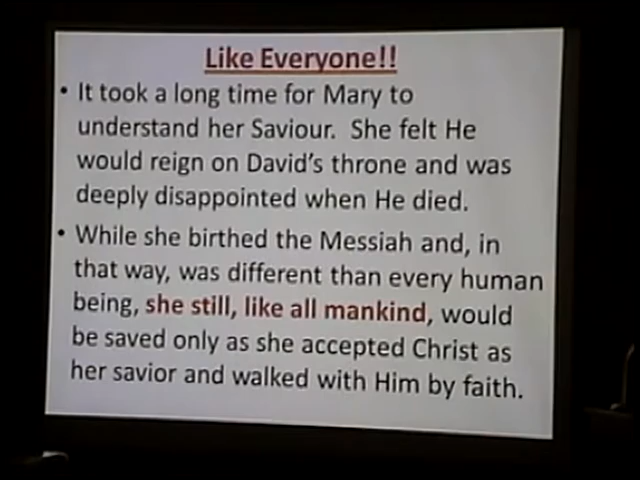 Like Everyone!!
• It took a long time for Mary to
understand her Saviour.  She felt He
would reign on David's throne and was
deeply disappointed when He died.
• While she birthed the Messiah and, in
that way, was different than every human
being, she still, like all mankind, would
be saved only as she accepted Christ as
her savior and walked with Him by faith.